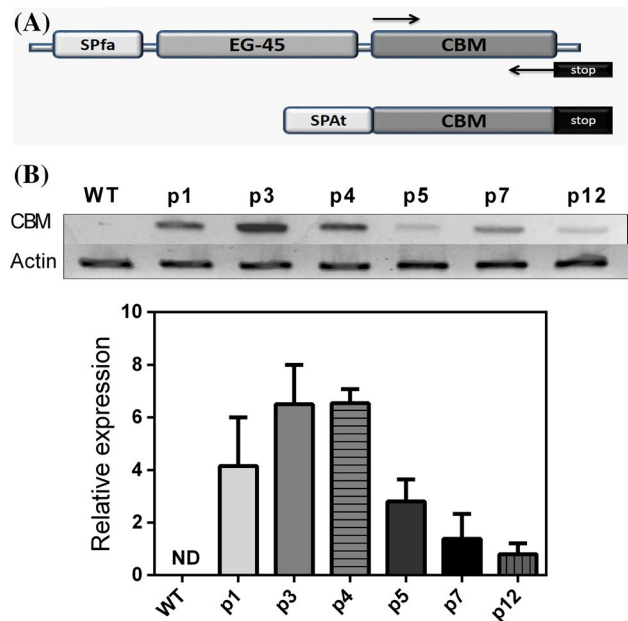 (A)
SPfa EG-45 CBM
stop
SPAt CBM stop
(B)
WT p1 p3 p4 p5 p7 p12
CBM
Actin
Relative expression
10
8
6
4
2
0
ND
WT p1 p3 p4 p5 p7 p12